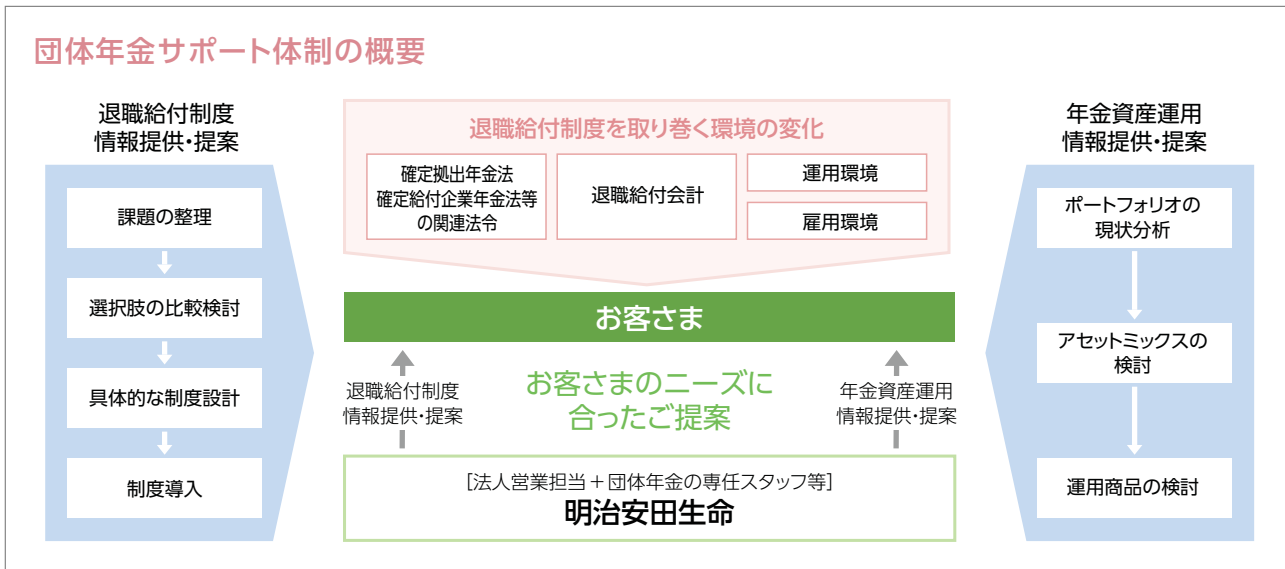 団体年金サポート体制の概要
退職給付制度
情報提供・提案
課題の整理
選択肢の比較検討
具体的な制度設計
制度導入
退職給付制度を取り巻く環境の変化
確定拠出年金法
確定給付企業年金法等
の関連法令
退職給付会計
運用環境
雇用環境
お客さま
退職給付制度
情報提供・提案
お客さまのニーズに
合ったご提案
年金資産運用
情報提供・提案
[法人営業担当+団体年金の専任スタッフ等]
明治安田生命
年金資産運用
情報提供・提案
ポートフォリオの
現状分析
アセットミックスの
検討
運用商品の検討